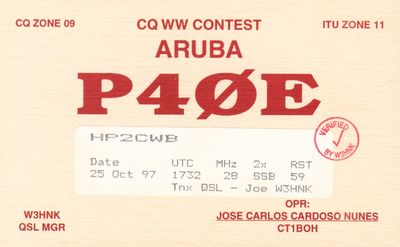 CQ ZONE 09 CQ WW CONTEST ITU ZONE 11
ARUBA
P4ØE
HP2CWB
Date UTC MHz 2x RST
25 Oct 97 1732 28 SSB 59
Tnx QSL - Joe W3HNK
VERIFIED
BY W3HNK
W3HNK
QSL MGR
OPR:
JOSE CARLOS CARDOSO NUNES
CT1BOH